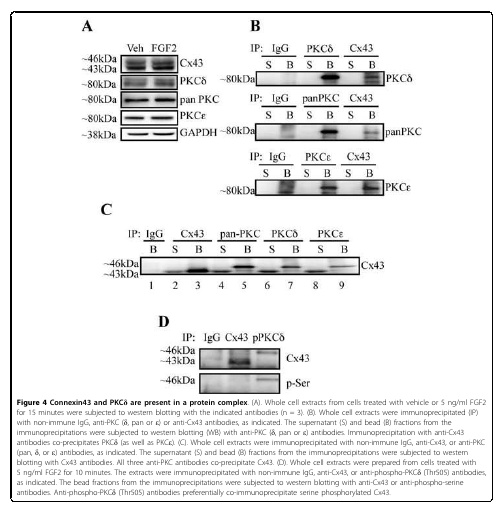 A
Veh FGF2
~46kDa
~43kDa
Cx43
~80kDa
PKCδ
~80kDa
pan PKC
~80kDa
PKCε
~38kDa
GAPDH
B
IP: IgG PKCδ Cx43
S B S B S B
~80kDa
PKCδ
IP: IgG panPKC Cx43
S B S B S B
~80kDa
panPKC
IP: IgG PKCε Cx43
S B S B S B
~80kDa
PKCε
C
IP: IgG Cx43 pan-PKC PKCδ PKCε
B S B S B S B S B
~46kDa
~43kDa
Cx43
1 2 3 4 5 6 7 8 9
D
IP: IgG Cx43 pPKCδ
~46kDa
~43kDa
Cx43
~46kDa
p-Ser
Figure 4 Connexin43 and PKCδ are present in a protein complex. (A). Whole cell extracts from cells treated with vehicle or 5 ng/ml FGF2
for 15 minutes were subjected to western blotting with the indicated antibodies (n = 3). (B). Whole cell extracts were immunoprecipitated (IP)
with non-immune IgG, anti-PKC (δ, pan or ε) or anti-Cx43 antibodies, as indicated. The supernatant (S) and bead (B) fractions from the
immunoprecipitations were subjected to western blotting (WB) with anti-PKC (δ, pan or ε) antibodies. Immunoprecipitation with anti-Cx43
antibodies co-precipitates PKCδ (as well as PKCε). (C). Whole cell extracts were immunoprecipitated with non-immune IgG, anti-Cx43, or anti-PKC
(pan, δ, or ε) antibodies, as indicated. The supernatant (S) and bead (B) fractions from the immunoprecipitations were subjected to western
blotting with Cx43 antibodies. All three anti-PKC antibodies co-precipitate Cx43. (D). Whole cell extracts were prepared from cells treated with
5 ng/ml FGF2 for 10 minutes. The extracts were immunoprecipitated with non-immune IgG, anti-Cx43, or anti-phospho-PKCδ (Thr505) antibodies,
as indicated. The bead fractions from the immunoprecipitations were subjected to western blotting with anti-Cx43 or anti-phospho-serine
antibodies. Anti-phospho-PKCδ (Thr505) antibodies preferentially co-immunoprecipitate serine phosphorylated Cx43.